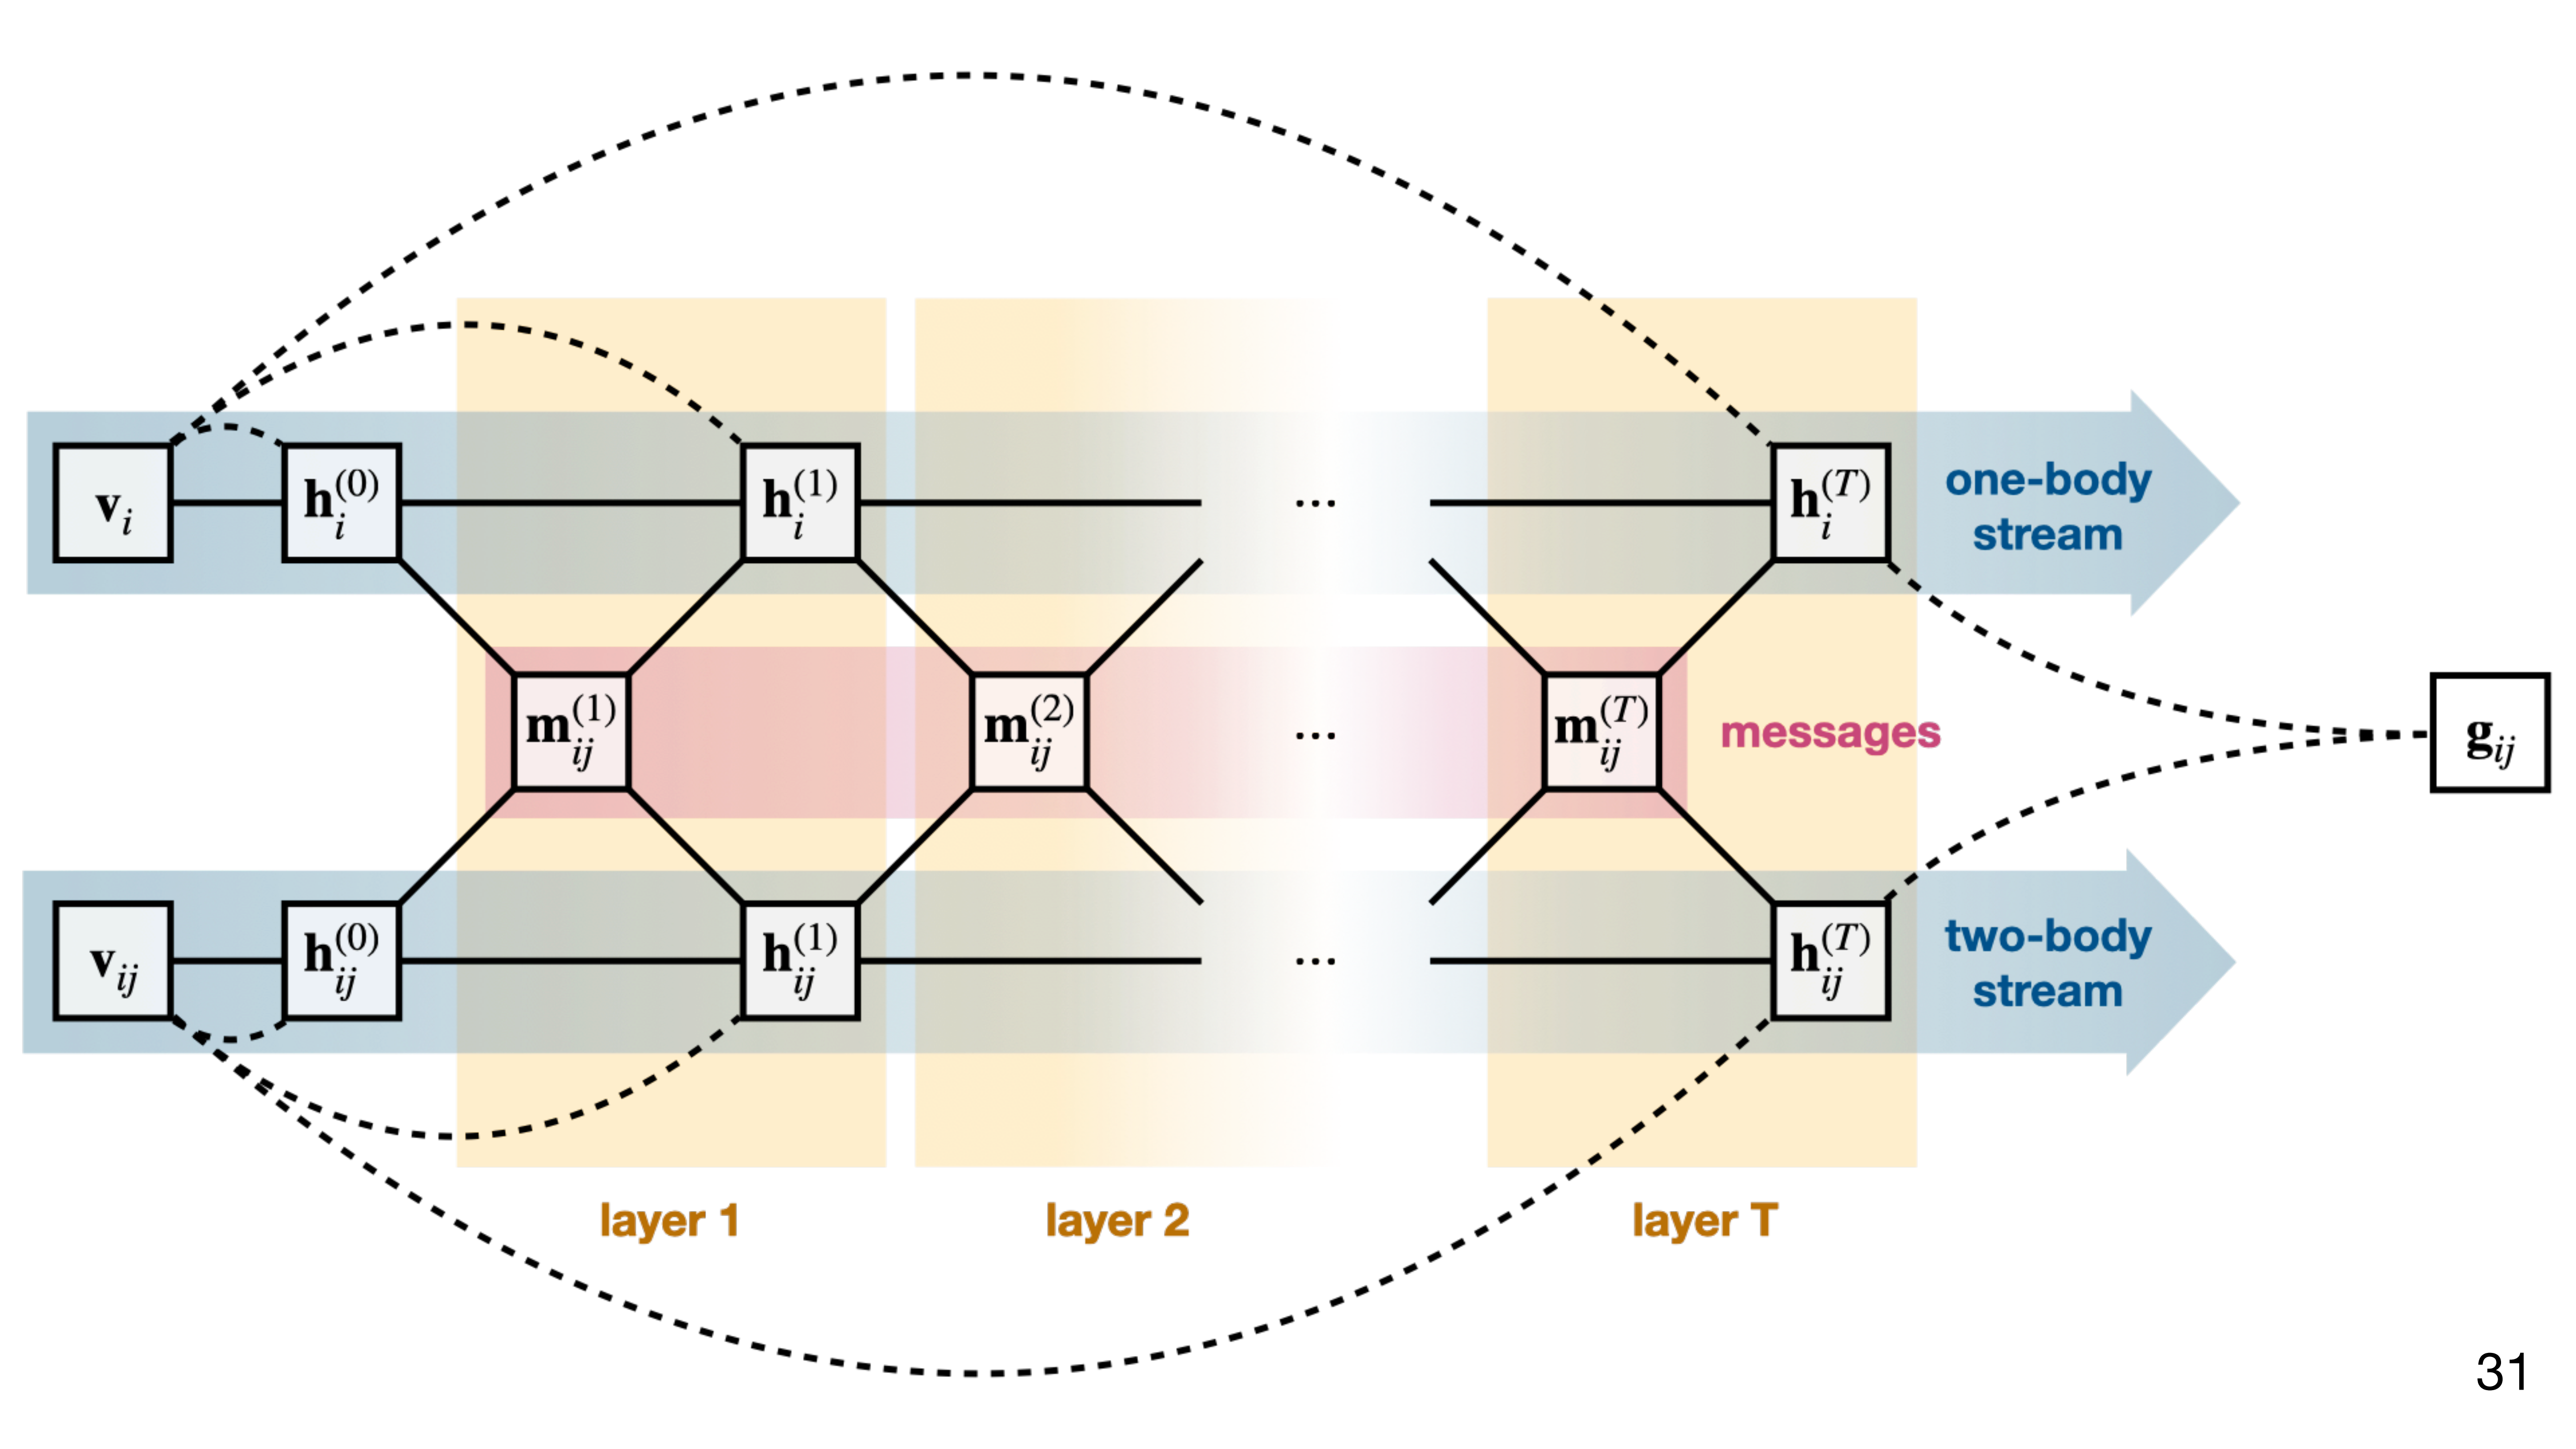 v_i
h_i^(0)
h_i^(1)
...
h_i^(T)
one-body
stream
m_ij^(1)
m_ij^(2)
...
m_ij^(T)
messages
g_ij
v_ij
h_ij^(0)
h_ij^(1)
...
h_ij^(T)
two-body
stream
layer 1
layer 2
layer T
31